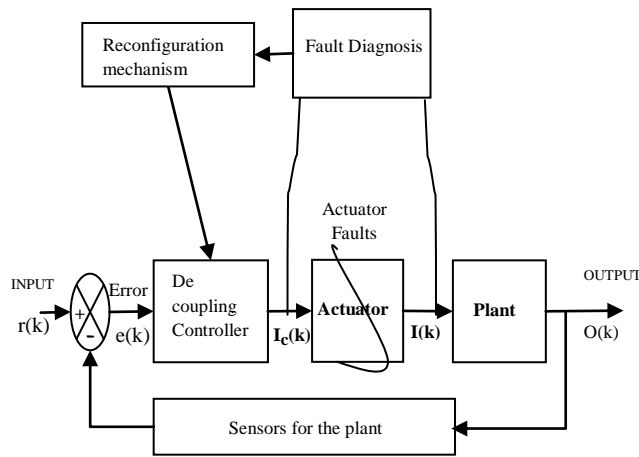 Reconfiguration
mechanism
Fault Diagnosis
Actuator
Faults
INPUT
r(k)
+
-
Error
e(k)
De
coupling
Controller
Ic(k)
Actuator
I(k)
Plant
OUTPUT
O(k)
Sensors for the plant